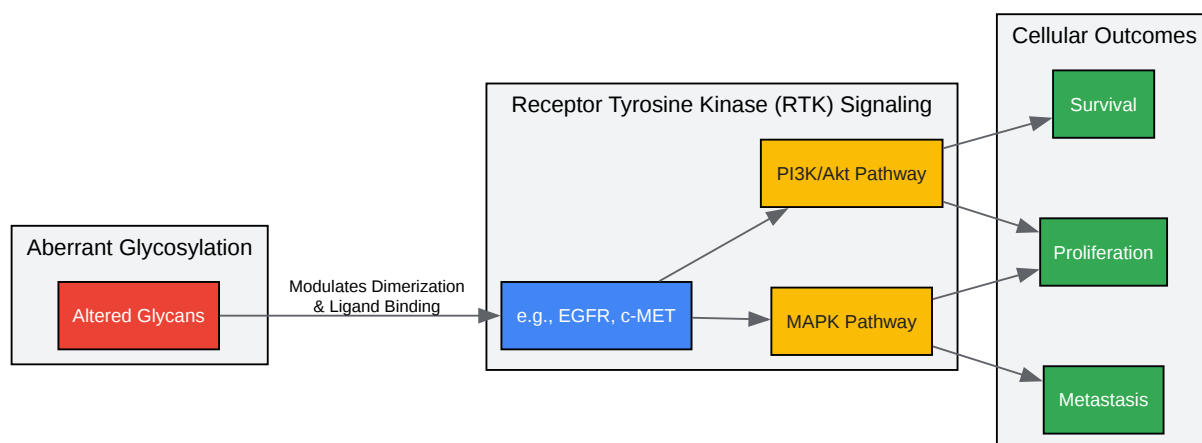 Aberrant Glycosylation
Altered Glycans
Modulates Dimerization
& Ligand Binding
Receptor Tyrosine Kinase (RTK) Signaling
e.g., EGFR, c-MET
PI3K/Akt Pathway
MAPK Pathway
Cellular Outcomes
Survival
Proliferation
Metastasis